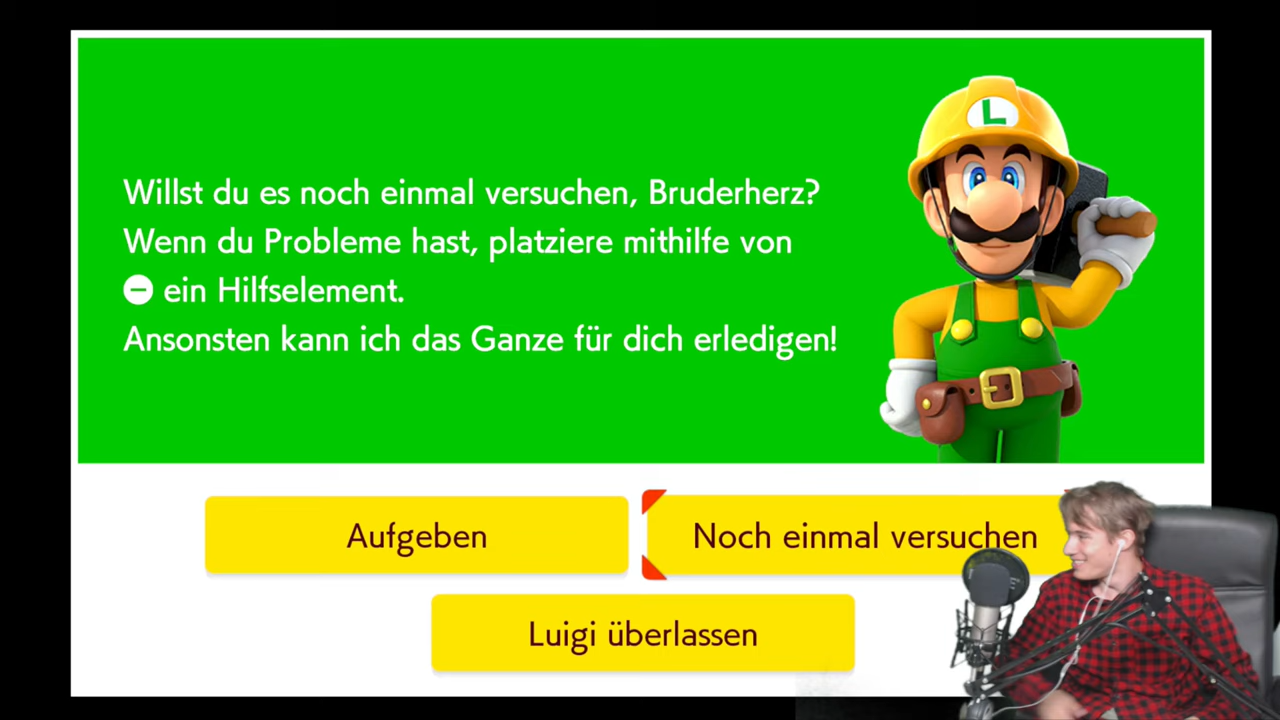 L
Willst du es noch einmal versuchen, Bruderherz?
Wenn du Probleme hast, platziere mithilfe von
ein Hilfselement.
Ansonsten kann ich das Ganze für dich erledigen!
Aufgeben
Noch einmal versuchen
Luigi überlassen